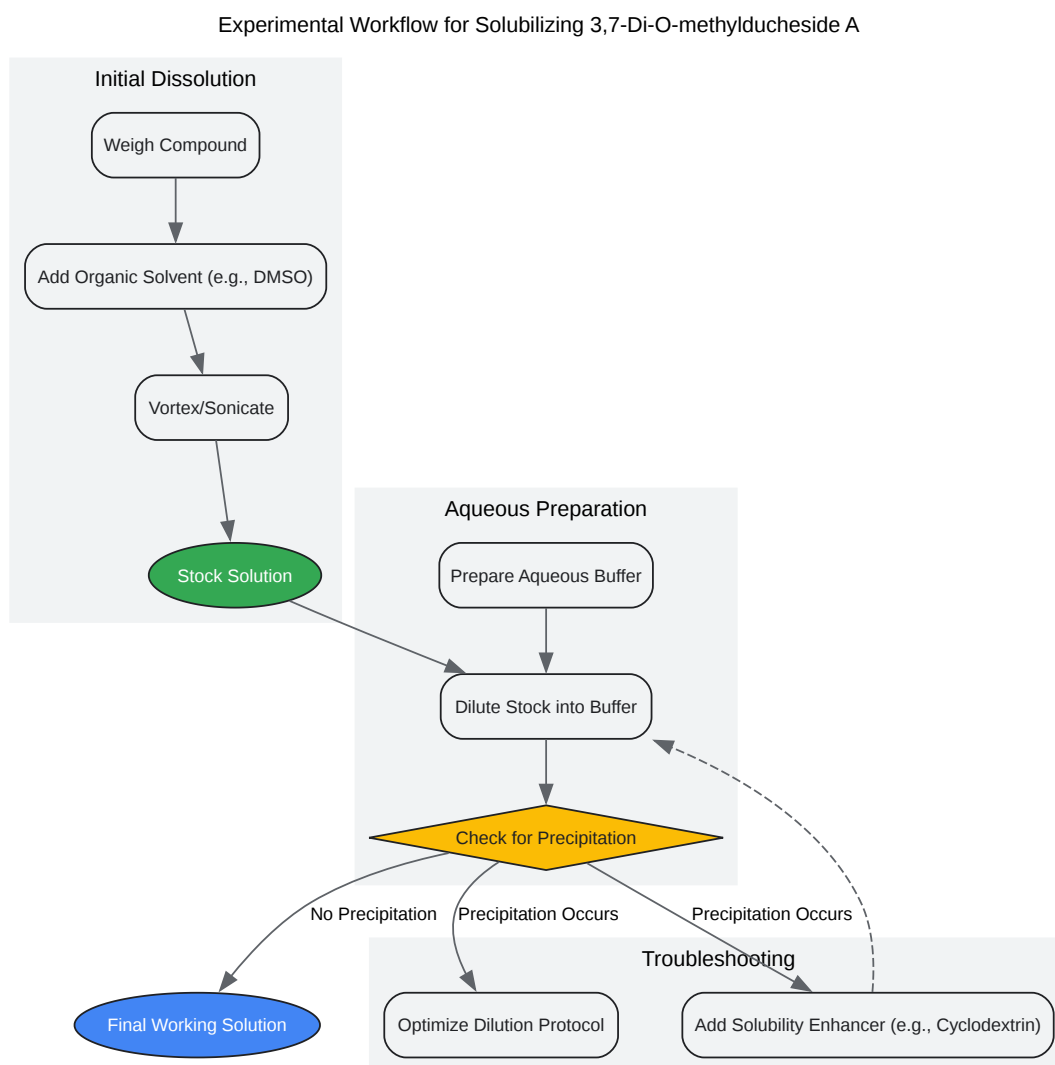 Experimental Workflow for Solubilizing 3,7-Di-O-methylducheside A
Initial Dissolution
Weigh Compound
Add Organic Solvent (e.g., DMSO)
Vortex/Sonicate
Stock Solution
Aqueous Preparation
Prepare Aqueous Buffer
Dilute Stock into Buffer
Check for Precipitation
No Precipitation
Precipitation Occurs
Precipitation Occurs
Troubleshooting
Final Working Solution
Optimize Dilution Protocol
Add Solubility Enhancer (e.g., Cyclodextrin)